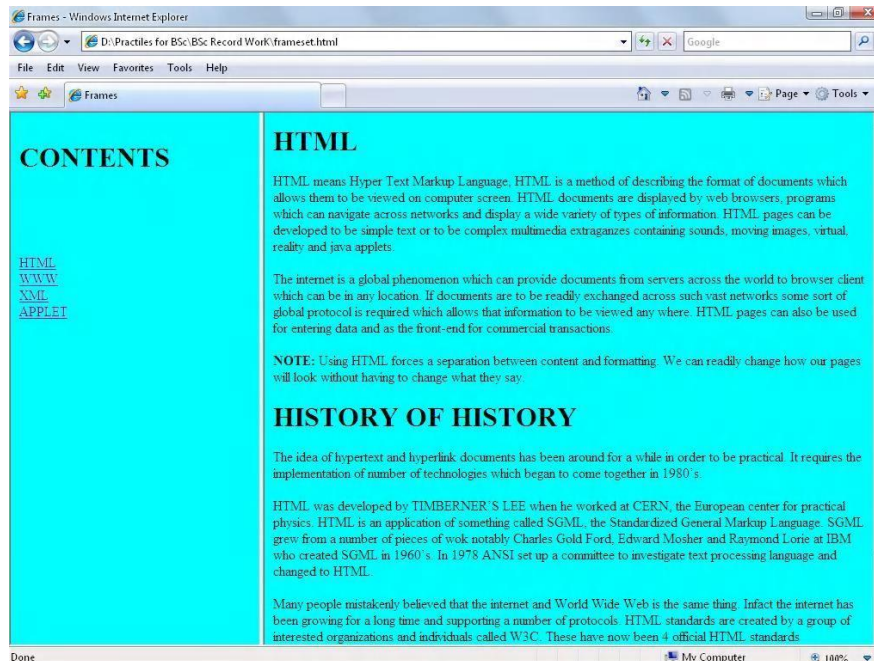 Frames - Windows Internet Explorer
D:\Practiles for BSc\BSc Record WorK\frameset.html
Google
File Edit View Favorites Tools Help
Frames
Page Tools
CONTENTS
HTML
WWW
XML
APPLET
HTML
HTML means Hyper Text Markup Language, HTML is a method of describing the format of documents which
allows them to be viewed on computer screen. HTML documents are displayed by web browsers, programs
which can navigate across networks and display a wide variety of types of information. HTML pages can be
developed to be simple text or to be complex multimedia extraganzes containing sounds, moving images, virtual,
reality and java applets.
The internet is a global phenomenon which can provide documents from servers across the world to browser client
which can be in any location. If documents are to be readily exchanged across such vast networks some sort of
global protocol is required which allows that information to be viewed any where. HTML pages can also be used
for entering data and as the front-end for commercial transactions.
NOTE: Using HTML forces a separation between content and formatting. We can readily change how our pages
will look without having to change what they say.
HISTORY OF HISTORY
The idea of hypertext and hyperlink documents has been around for a while in order to be practical. It requires the
implementation of number of technologies which began to come together in 1980`s.
HTML was developed by TIMBERNER`S LEE when he worked at CERN, the European center for practical
physics. HTML is an application of something called SGML, the Standardized General Markup Language. SGML
grew from a number of pieces of wok notably Charles Gold Ford, Edward Mosher and Raymond Lorie at IBM
who created SGML in 1960`s. In 1978 ANSI set up a committee to investigate text processing language and
changed to HTML.
Many people mistakenly believed that the internet and World Wide Web is the same thing. Infact the internet has
been growing for a long time and supporting a number of protocols. HTML standards are created by a group of
interested organizations and individuals called W3C. These have now been 4 official HTML standards
Done
My Computer
100%